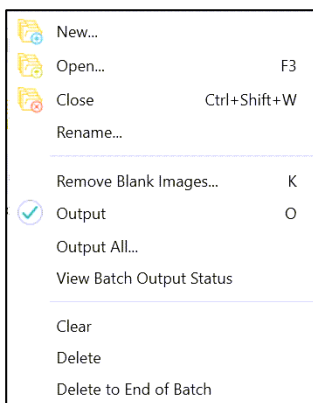 New...
Open... F3
Close Ctrl+Shift+W
Rename...
Remove Blank Images... K
Output O
Output All...
View Batch Output Status
Clear
Delete
Delete to End of Batch